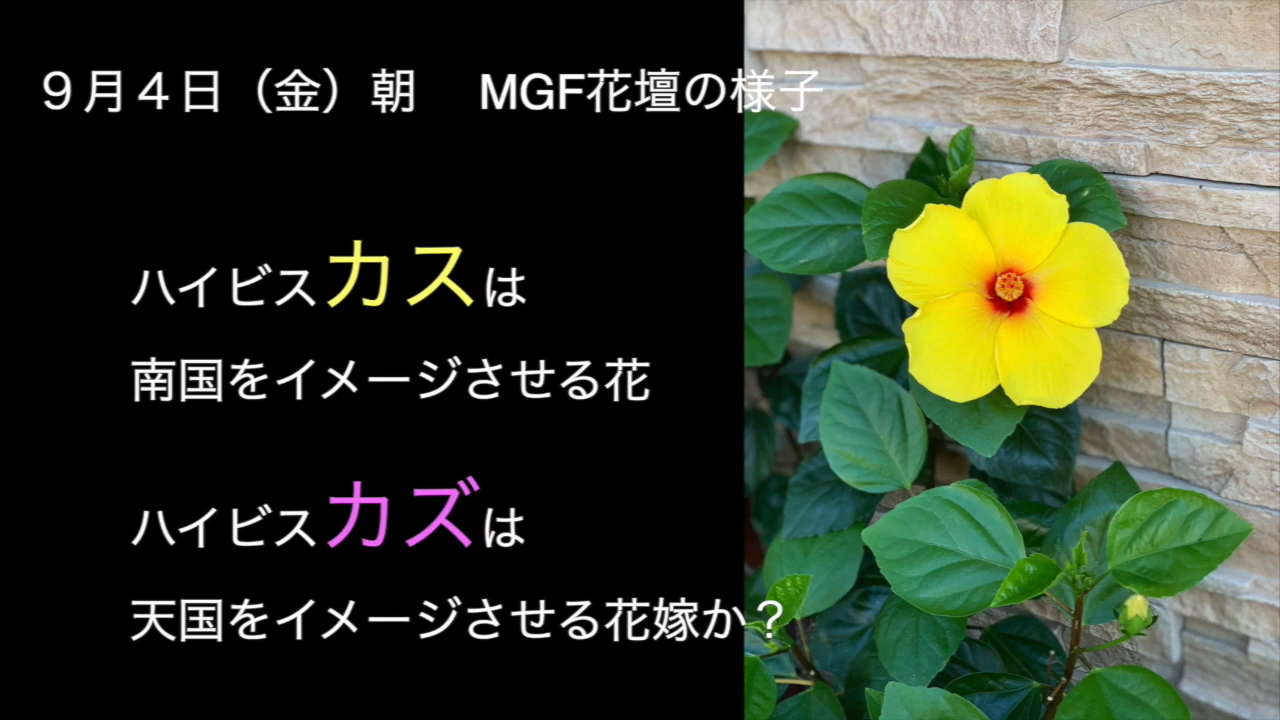 ９月４日（金）朝　MGF花壇の様子
ハイビスカスは
南国をイメージさせる花
ハイビスカズは
天国をイメージさせる花嫁か？